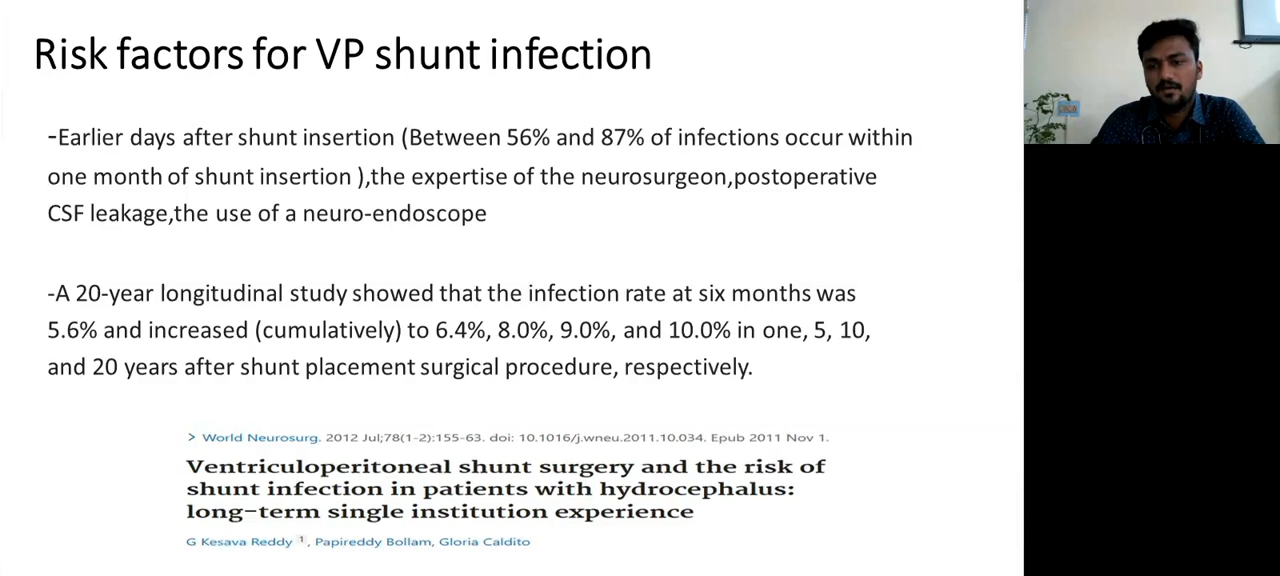 Risk factors for VP shunt infection
-Earlier days after shunt insertion (Between 56% and 87% of infections occur within
one month of shunt insertion ),the expertise of the neurosurgeon,postoperative
CSF leakage,the use of a neuro-endoscope
-A 20-year longitudinal study showed that the infection rate at six months was
5.6% and increased (cumulatively) to 6.4%, 8.0%, 9.0%, and 10.0% in one, 5, 10,
and 20 years after shunt placement surgical procedure, respectively.
> World Neurosurg. 2012 Jul;78(1-2):155-63. doi: 10.1016/j.wneu.2011.10.034. Epub 2011 Nov 1.
Ventriculoperitoneal shunt surgery and the risk of
shunt infection in patients with hydrocephalus:
long-term single institution experience
G Kesava Reddy 1, Papireddy Bollam, Gloria Caldito